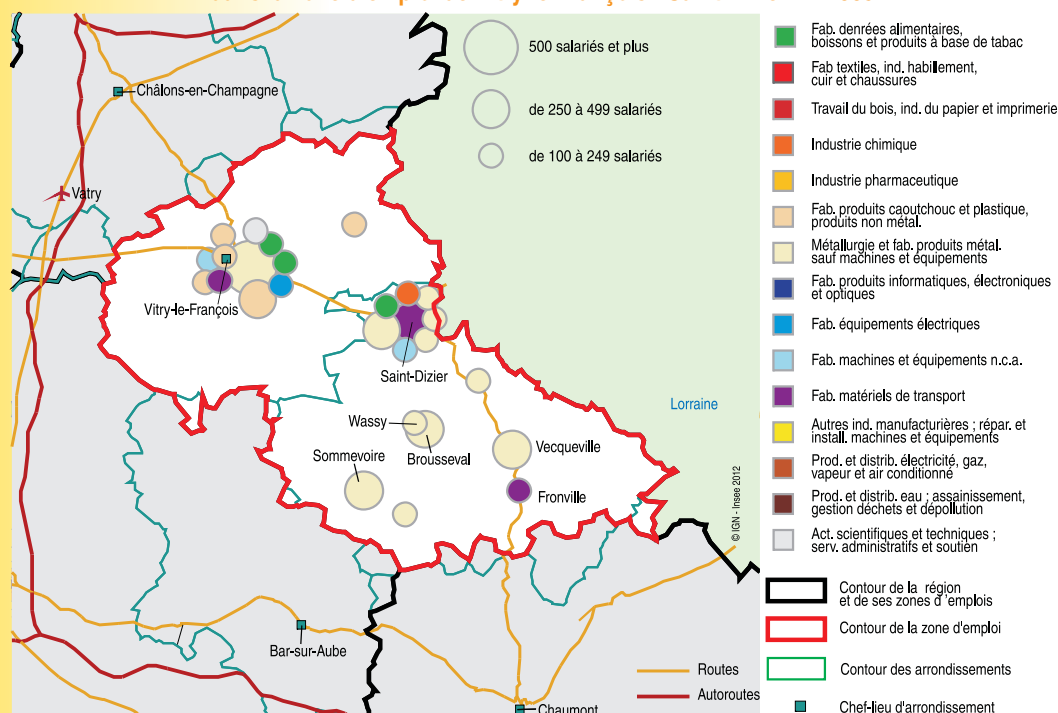 500 salariés et plus
de 250 à 499 salariés
de 100 à 249 salariés
Châlons-en-Champagne
Vatry
Vitry-le-François
Saint-Dizier
Wassy
Brousseval
Sommevoire
Vecqueville
Fronville
Lorraine
© IGN - Insee 2012
Bar-sur-Aube
Chaumont
Routes
Autoroutes
Fab. denrées alimentaires,
boissons et produits à base de tabac
Fab textiles, ind. habillement,
cuir et chaussures
Travail du bois, ind. du papier et imprimerie
Industrie chimique
Industrie pharmaceutique
Fab. produits caoutchouc et plastique,
produits non métal.
Métallurgie et fab. produits métal.
sauf machines et équipements
Fab. produits informatiques, électroniques
et optiques
Fab. équipements électriques
Fab. machines et équipements n.c.a.
Fab. matériels de transport
Autres ind. manufacturières ; répar. et
install. machines et équipements
Prod. et distrib. électricité, gaz,
vapeur et air conditionné
Prod. et distrib. eau ; assainissement,
gestion déchets et dépollution
Act. scientifiques et techniques ;
serv. administratifs et soutien
Contour de la région
et de ses zones d'emplois
Contour de la zone d'emploi
Contour des arrondissements
Chef-lieu d'arrondissement